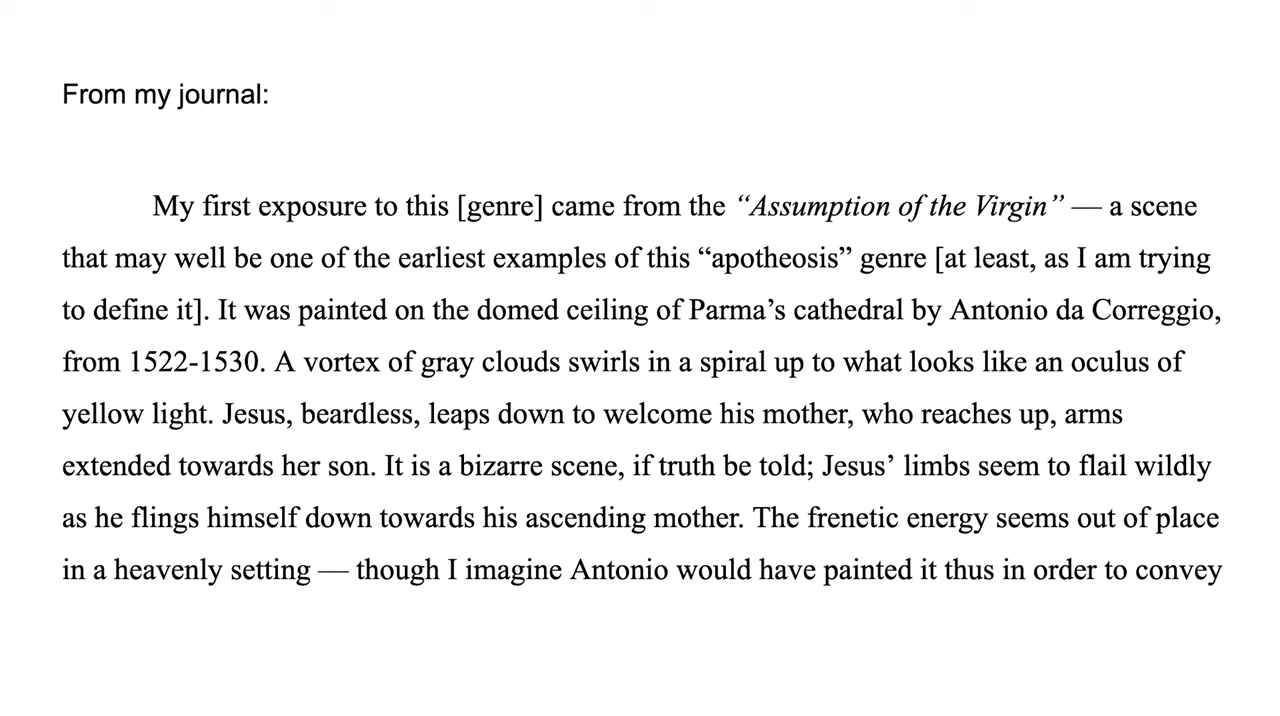 From my journal:
My first exposure to this [genre] came from the “Assumption of the Virgin” — a scene
that may well be one of the earliest examples of this “apotheosis” genre [at least, as I am trying
to define it]. It was painted on the domed ceiling of Parma’s cathedral by Antonio da Correggio,
from 1522-1530. A vortex of gray clouds swirls in a spiral up to what looks like an oculus of
yellow light. Jesus, beardless, leaps down to welcome his mother, who reaches up, arms
extended towards her son. It is a bizarre scene, if truth be told; Jesus’ limbs seem to flail wildly
as he flings himself down towards his ascending mother. The frenetic energy seems out of place
in a heavenly setting — though I imagine Antonio would have painted it thus in order to convey